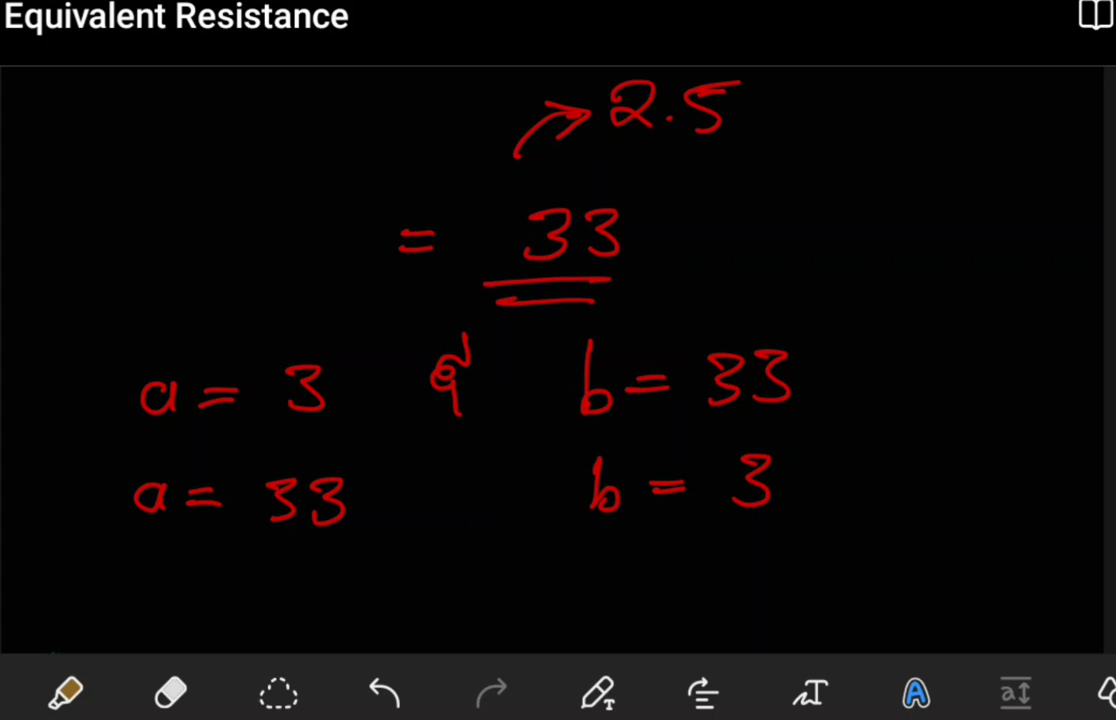 Equivalent Resistance
→ 2.5
= 33
a = 3 & b = 33
a = 33 b = 3